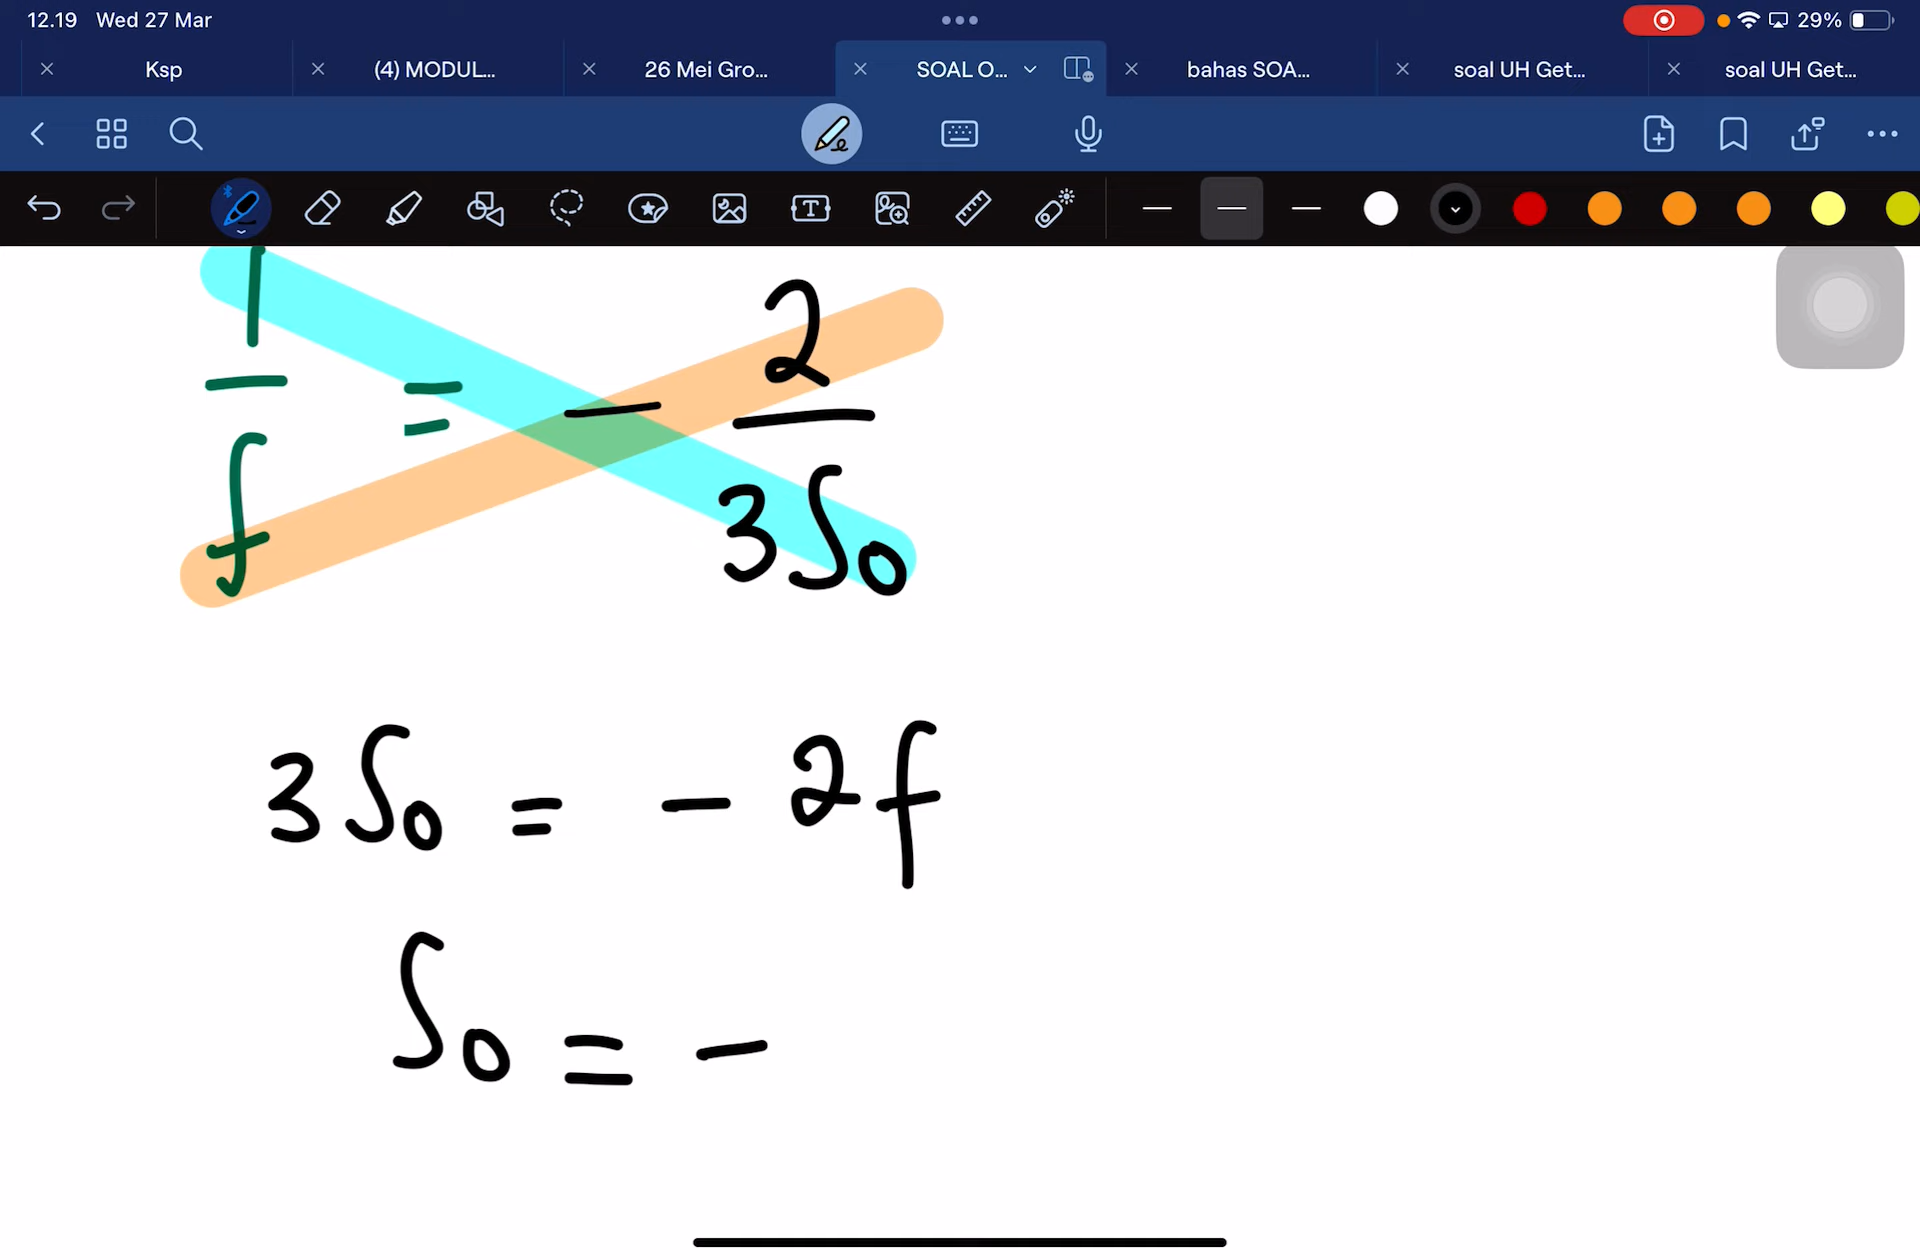 12.19 Wed 27 Mar 29%
Ksp (4) MODUL... 26 Mei Gro... SOAL O... bahas SOA... soal UH Get... soal UH Get...
1/f = - 2/3So
3So = - 2f
So = -